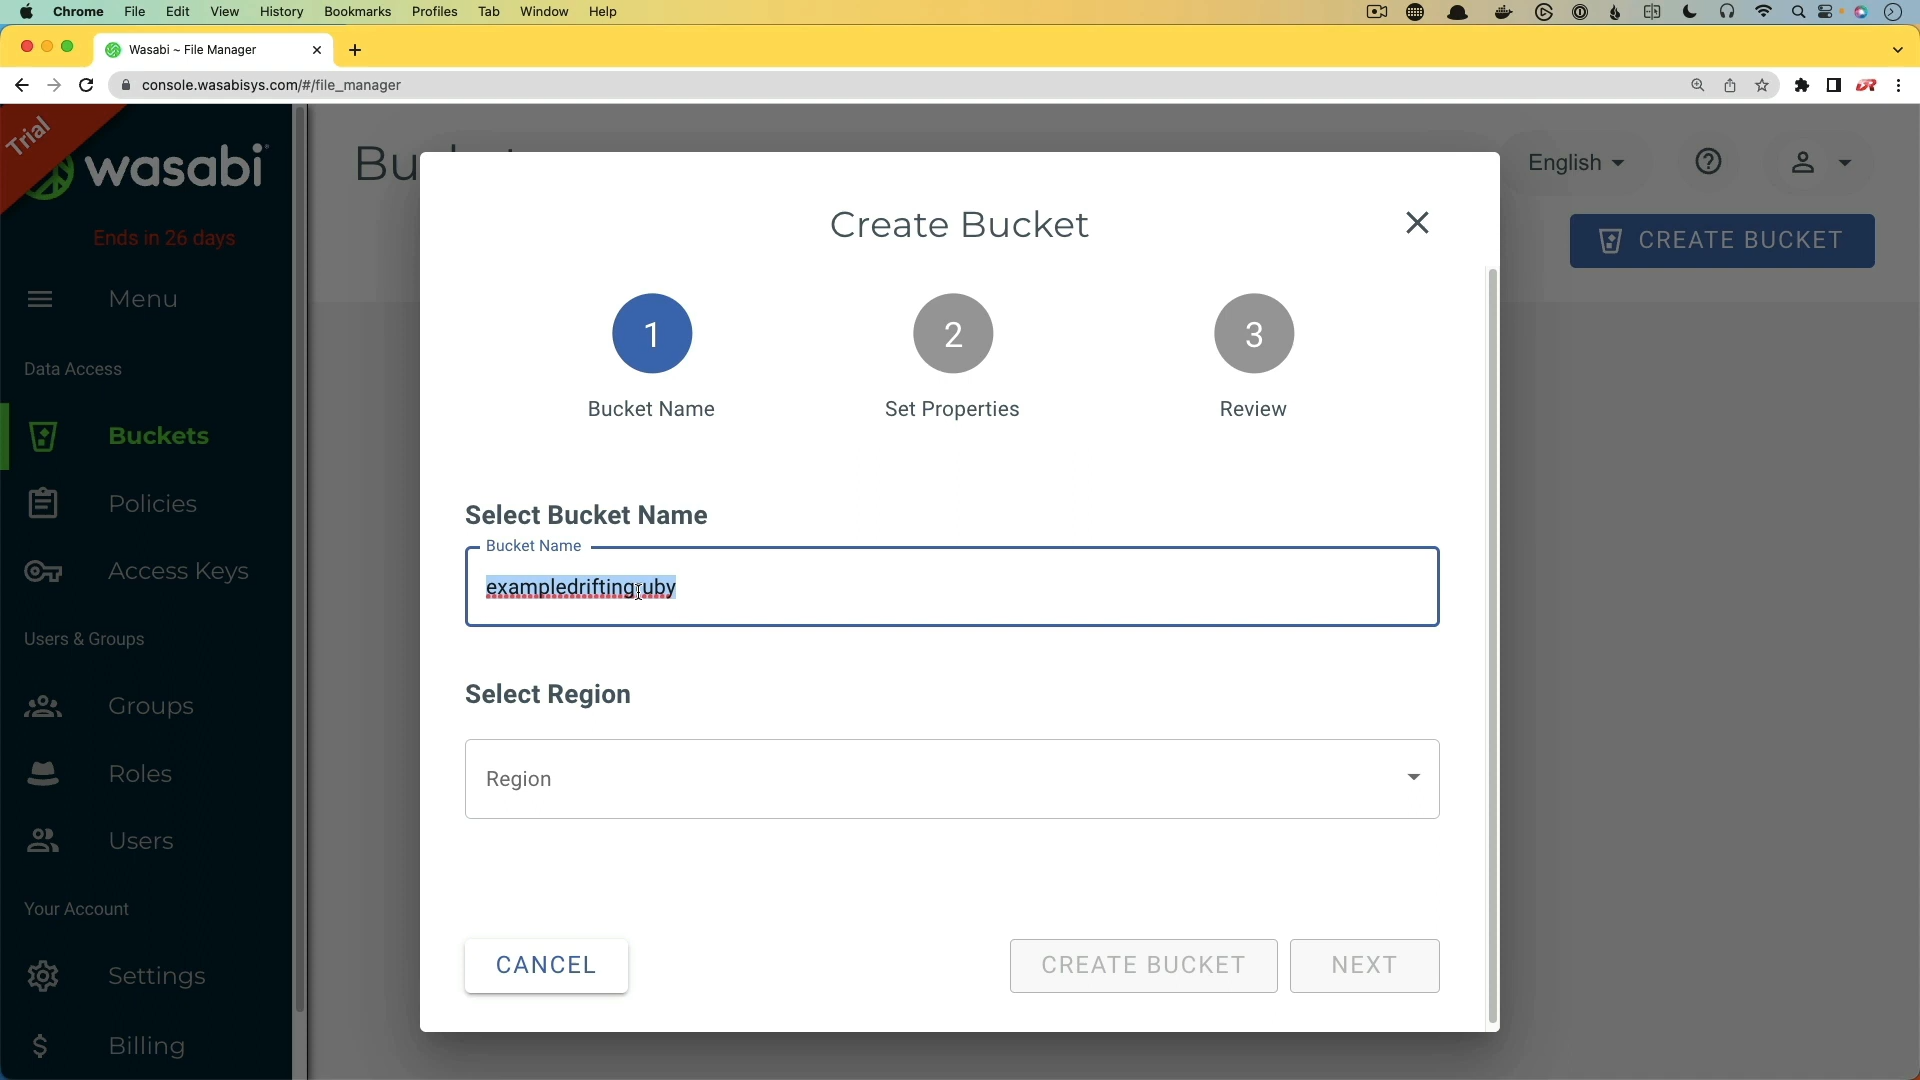 Chrome File Edit View History Bookmarks Profiles Tab Window Help
Wasabi ~ File Manager
console.wasabisys.com/#/file_manager
Trial
wasabi
Ends in 26 days
Menu
Data Access
Buckets
Policies
Access Keys
Users & Groups
Groups
Roles
Users
Your Account
Settings
Billing
English
CREATE BUCKET
Create Bucket
1 2 3
Bucket Name Set Properties Review
Select Bucket Name
Bucket Name
exampledriftingruby
Select Region
Region
CANCEL CREATE BUCKET NEXT